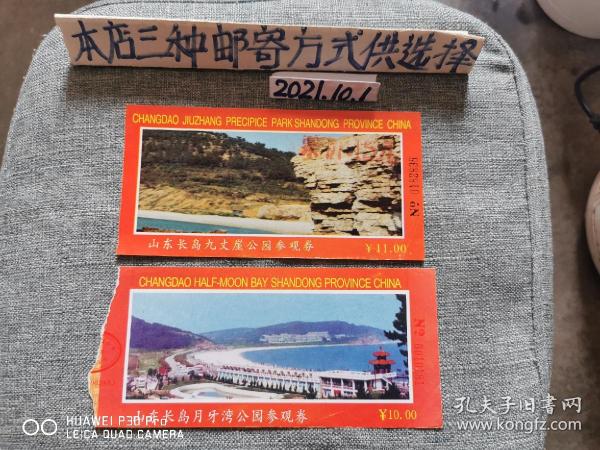 本店三种邮寄方式供选择
2021.10.1
CHANGDAO JIUZHANG PRECIPICE PARK SHANDONG PROVINCE CHINA
山东长岛九丈崖公园参观券
￥11.00
CHANGDAO HALF-MOON BAY SHANDONG PROVINCE CHINA
山东长岛月牙湾公园参观券
￥10.00
HUAWEI P30 Pro
LEICA QUAD CAMERA
孔夫子旧书网
www.kongfz.com